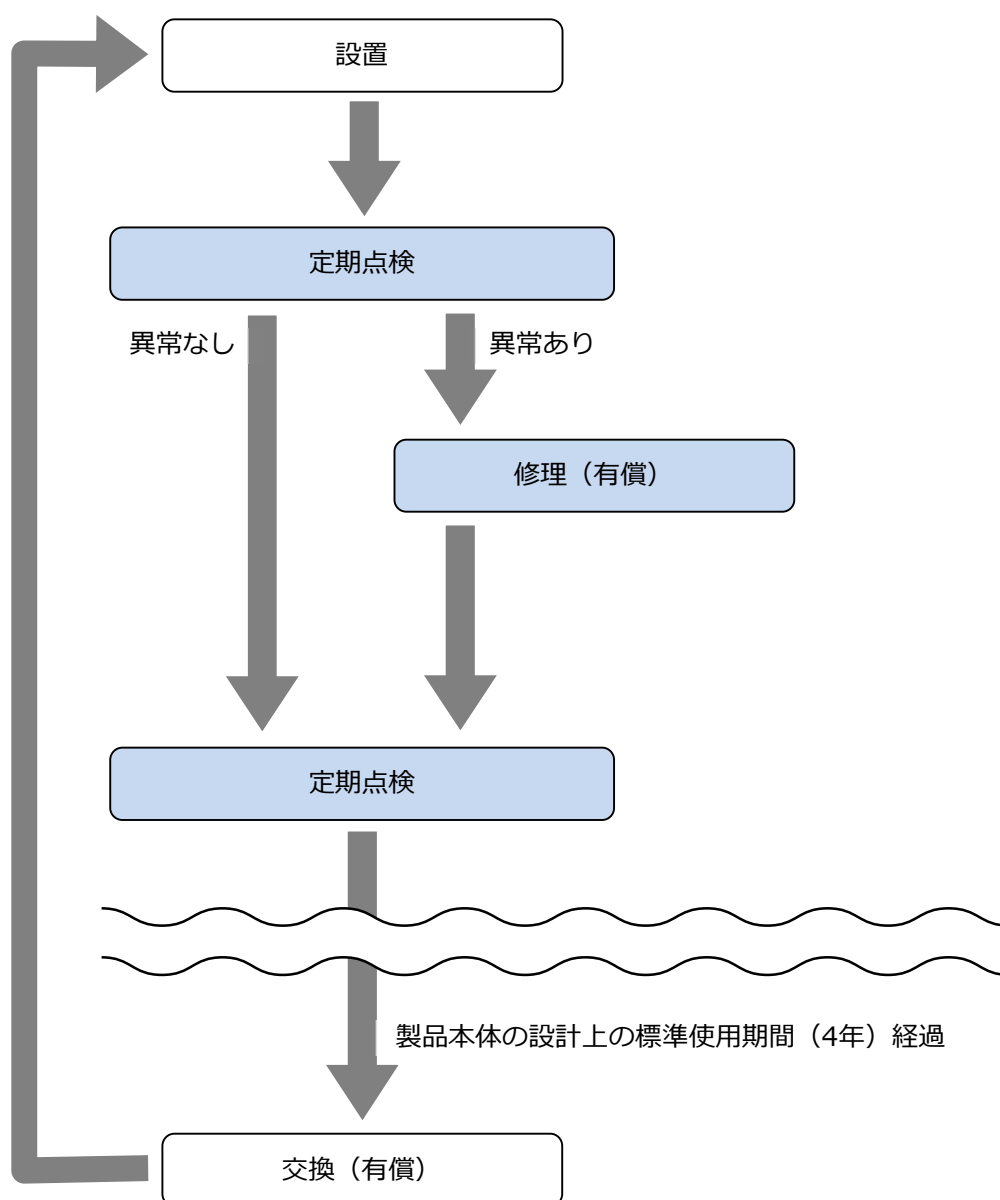 設置
定期点検
異常なし
異常あり
修理（有償）
定期点検
製品本体の設計上の標準使用期間（4年）経過
交換（有償）